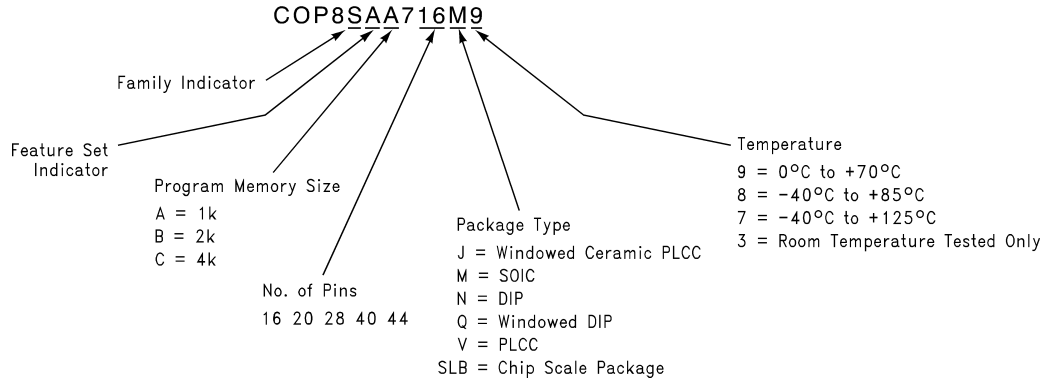 COP8SAA716M9
Family Indicator
Feature Set
Indicator
Program Memory Size
A = 1k
B = 2k
C = 4k
No. of Pins
16 20 28 40 44
Package Type
J = Windowed Ceramic PLCC
M = SOIC
N = DIP
Q = Windowed DIP
V = PLCC
SLB = Chip Scale Package
Temperature
9 = 0°C to +70°C
8 = -40°C to +85°C
7 = -40°C to +125°C
3 = Room Temperature Tested Only